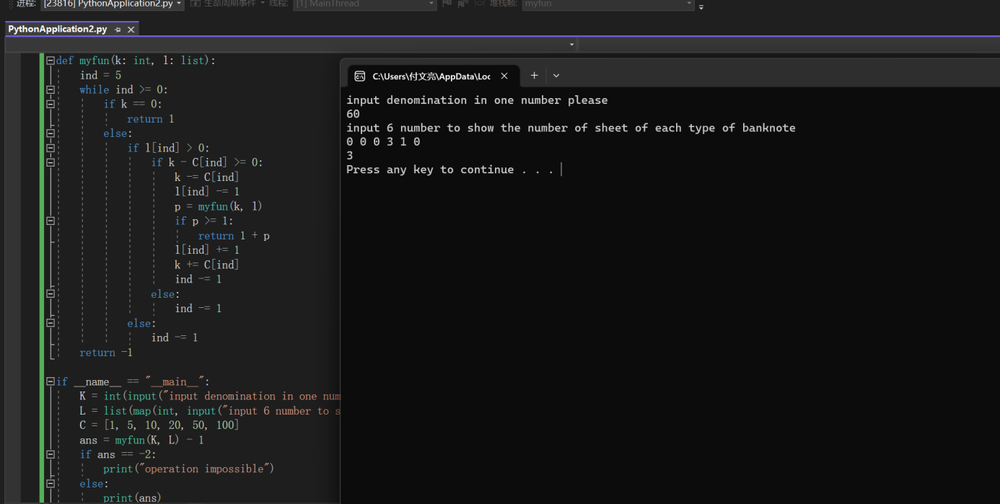 进程: [23816] PythonApplication2.py 生命周期事件 线程: [1] MainThread 堆栈帧: myfun
PythonApplication2.py
def myfun(k: int, l: list):
ind = 5
while ind >= 0:
if k == 0:
return 1
else:
if l[ind] > 0:
if k - C[ind] >= 0:
k -= C[ind]
l[ind] -= 1
p = myfun(k, l)
if p >= 1:
return 1 + p
l[ind] += 1
k += C[ind]
ind -= 1
else:
ind -= 1
else:
ind -= 1
return -1
if __name__ == "__main__":
K = int(input("input denomination in one num
L = list(map(int, input("input 6 number to s
C = [1, 5, 10, 20, 50, 100]
ans = myfun(K, L) - 1
if ans == -2:
print("operation impossible")
else:
print(ans)
C:\Users\付文亮\AppData\Loc
input denomination in one number please
60
input 6 number to show the number of sheet of each type of banknote
0 0 0 3 1 0
3
Press any key to continue . . .